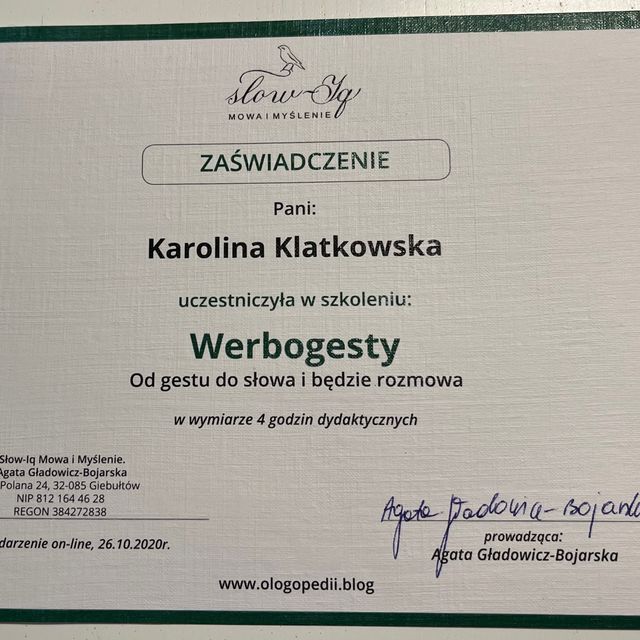 słow-Iq
MOWA I MYŚLENIE
ZAŚWIADCZENIE
Pani:
Karolina Klatkowska
uczestniczyła w szkoleniu:
Werbogesty
Od gestu do słowa i będzie rozmowa
w wymiarze 4 godzin dydaktycznych
Słow-Iq Mowa i Myślenie.
Agata Gładowicz-Bojarska
Polana 24, 32-085 Giebułtów
NIP 812 164 46 28
REGON 384272838
darzenie on-line, 26.10.2020r.
Agata Gładowicz-Bojarska
prowadząca:
Agata Gładowicz-Bojarska
www.ologopedii.blog